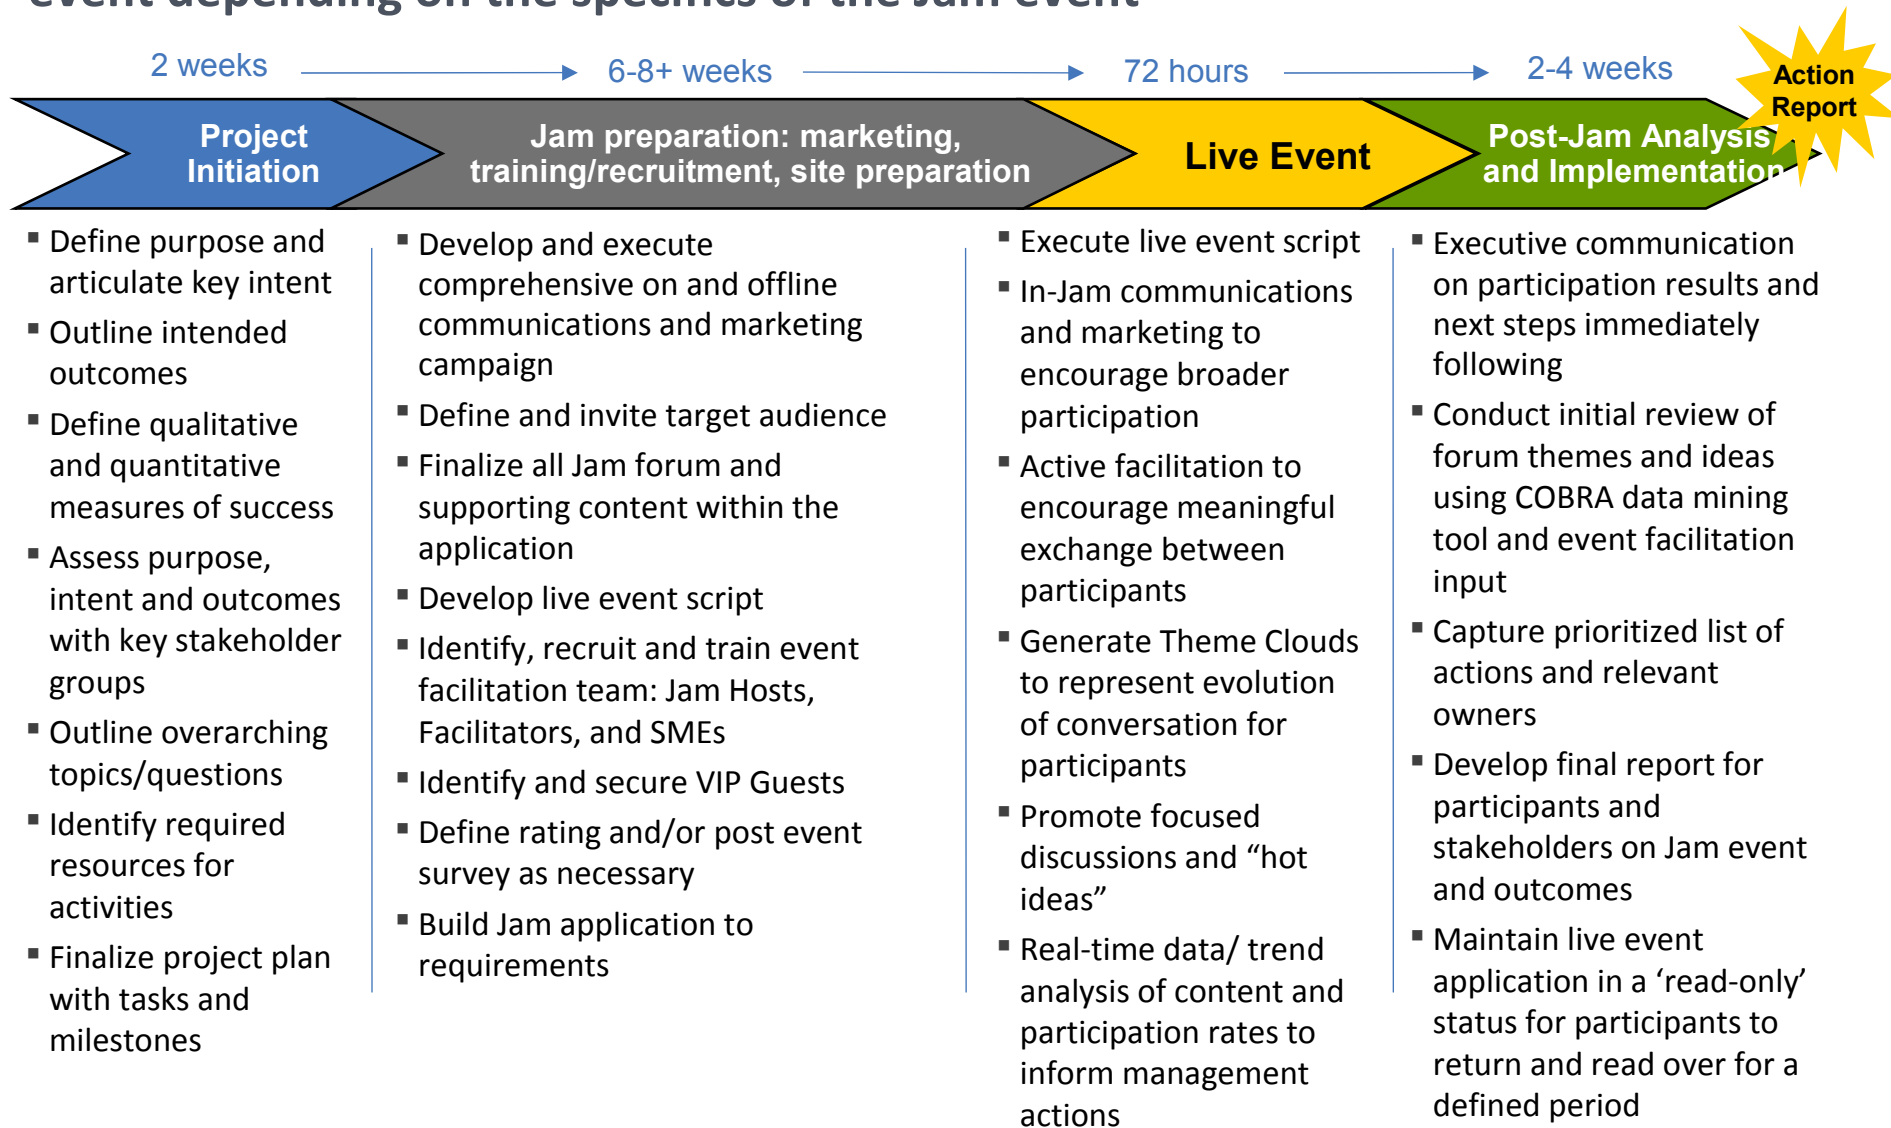 event depending on the specifics of the Jam event
2 weeks
6-8+ weeks
72 hours
2-4 weeks
Action
Report
Project
Initiation
Jam preparation: marketing,
training/recruitment, site preparation
Live Event
Post-Jam Analysis
and Implementation
▪ Define purpose and
articulate key intent
▪ Outline intended
outcomes
▪ Define qualitative
and quantitative
measures of success
▪ Assess purpose,
intent and outcomes
with key stakeholder
groups
▪ Outline overarching
topics/questions
▪ Identify required
resources for
activities
▪ Finalize project plan
with tasks and
milestones
▪ Develop and execute
comprehensive on and offline
communications and marketing
campaign
▪ Define and invite target audience
▪ Finalize all Jam forum and
supporting content within the
application
▪ Develop live event script
▪ Identify, recruit and train event
facilitation team: Jam Hosts,
Facilitators, and SMEs
▪ Identify and secure VIP Guests
▪ Define rating and/or post event
survey as necessary
▪ Build Jam application to
requirements
▪ Execute live event script
▪ In-Jam communications
and marketing to
encourage broader
participation
▪ Active facilitation to
encourage meaningful
exchange between
participants
▪ Generate Theme Clouds
to represent evolution
of conversation for
participants
▪ Promote focused
discussions and “hot
ideas”
▪ Real-time data/ trend
analysis of content and
participation rates to
inform management
actions
▪ Executive communication
on participation results and
next steps immediately
following
▪ Conduct initial review of
forum themes and ideas
using COBRA data mining
tool and event facilitation
input
▪ Capture prioritized list of
actions and relevant
owners
▪ Develop final report for
participants and
stakeholders on Jam event
and outcomes
▪ Maintain live event
application in a ‘read-only’
status for participants to
return and read over for a
defined period